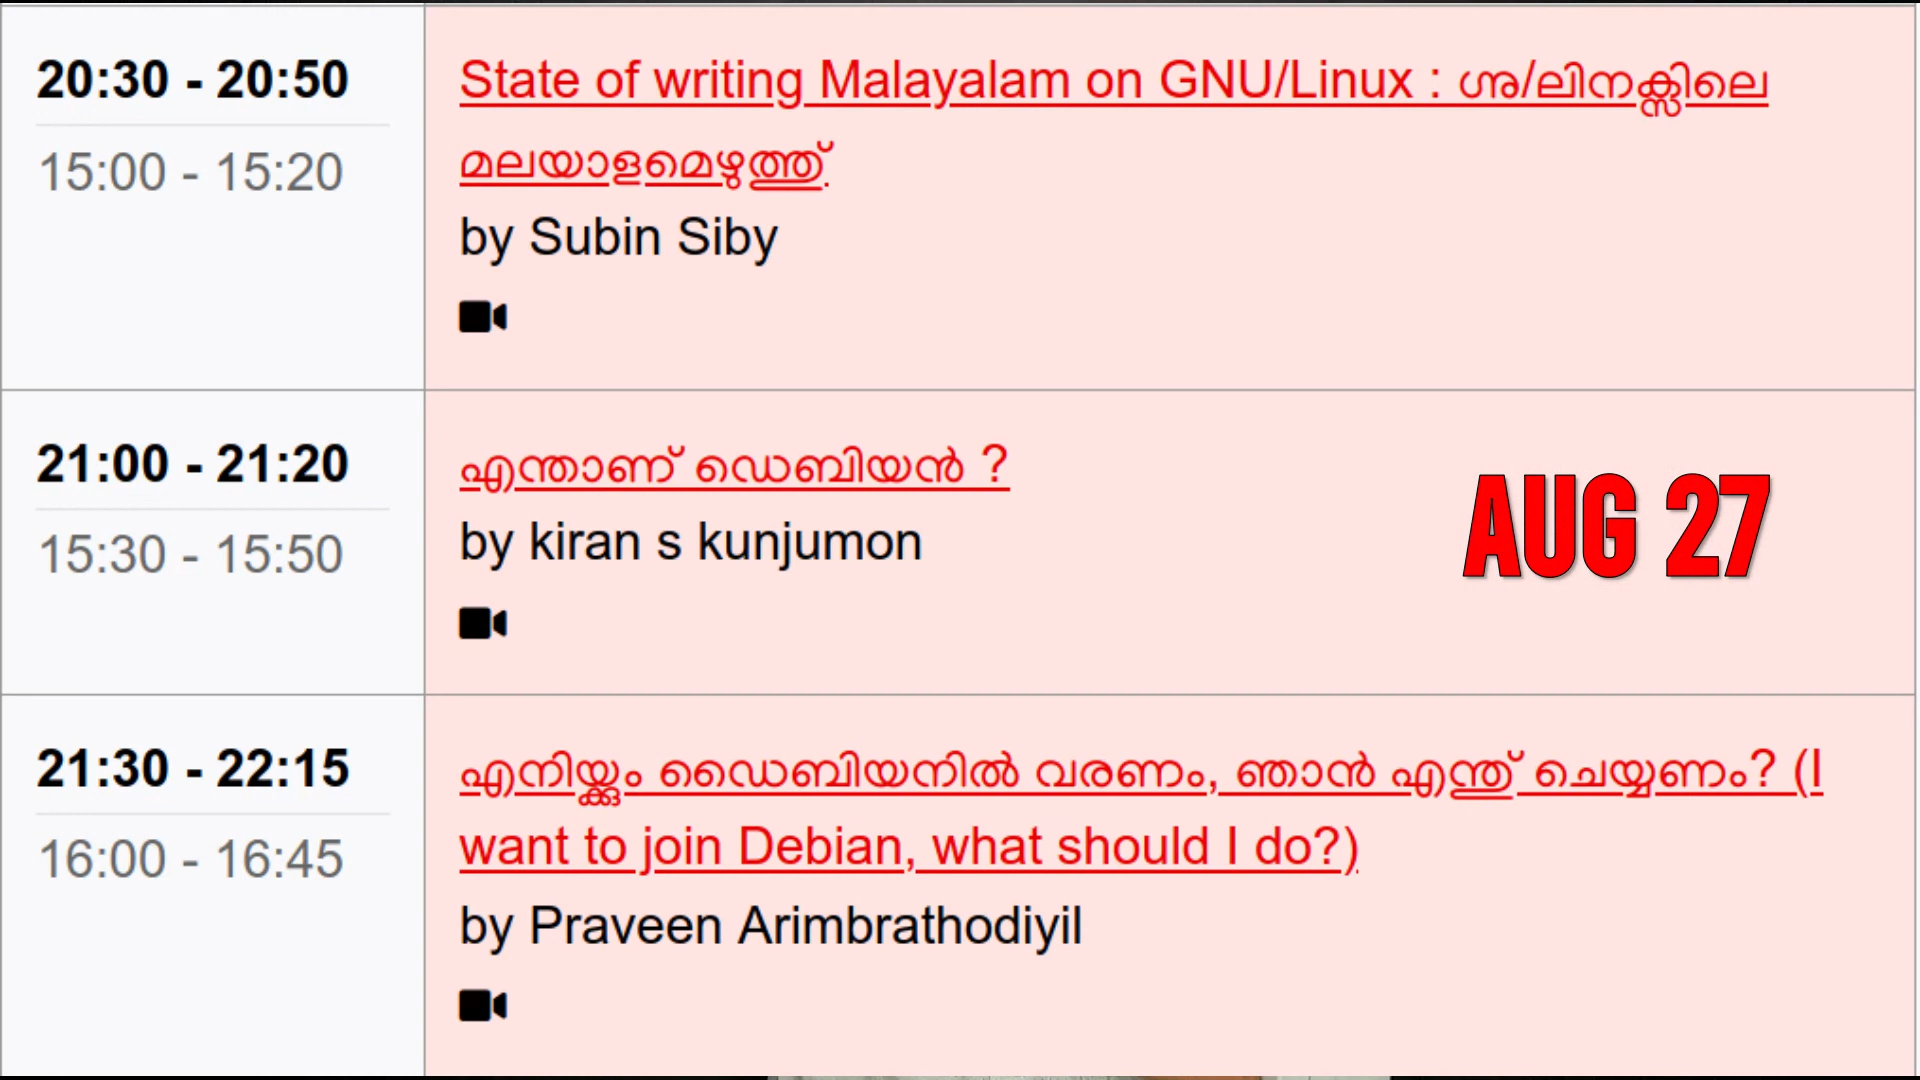 20:30 - 20:50
15:00 - 15:20
State of writing Malayalam on GNU/Linux : ഗ്നു/ലിനക്സിലെ
മലയാളമെഴുത്ത്
by Subin Siby
21:00 - 21:20
15:30 - 15:50
എന്താണ് ഡെബിയൻ ?
by kiran s kunjumon
AUG 27
21:30 - 22:15
16:00 - 16:45
എനിയ്ക്കും ഡൈബിയനിൽ വരണം, ഞാൻ എന്ത് ചെയ്യണം? (I
want to join Debian, what should I do?)
by Praveen Arimbrathodiyil